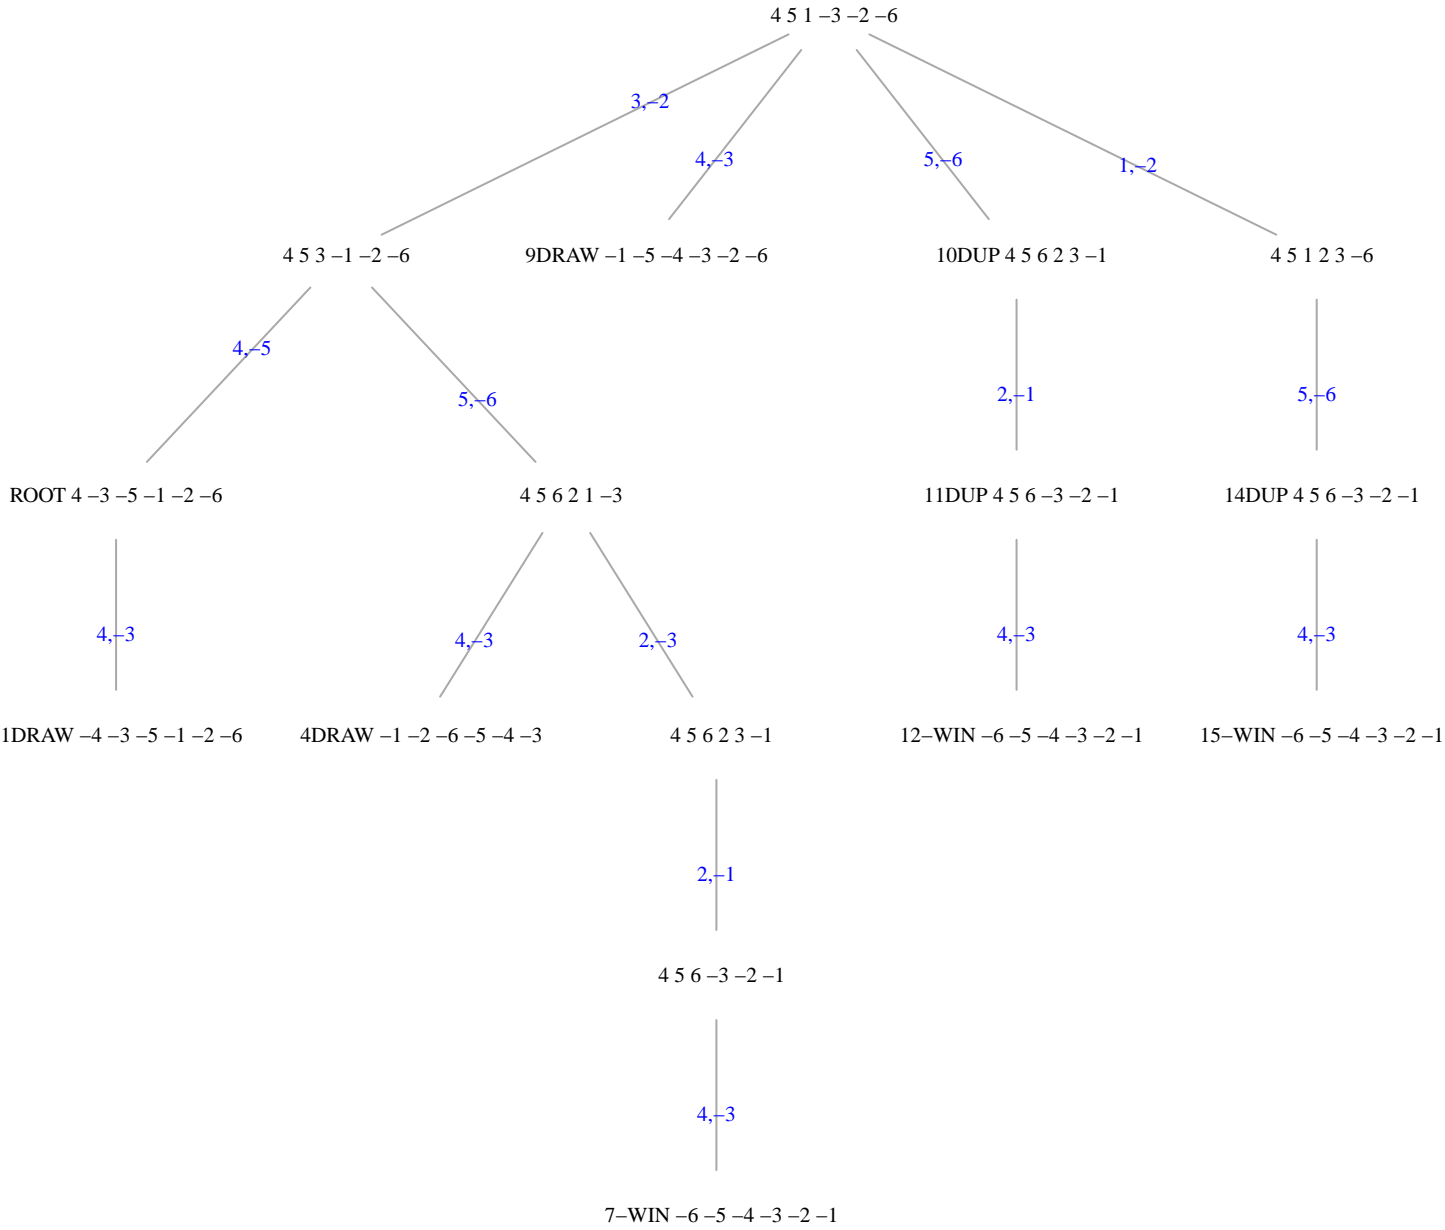 4 5 1 –3 –2 –6
3,–2
4,–3
5,–6
1,–2
4 5 3 –1 –2 –6
9DRAW –1 –5 –4 –3 –2 –6
10DUP 4 5 6 2 3 –1
4 5 1 2 3 –6
4,–5
5,–6
2,–1
5,–6
ROOT 4 –3 –5 –1 –2 –6
4 5 6 2 1 –3
11DUP 4 5 6 –3 –2 –1
14DUP 4 5 6 –3 –2 –1
4,–3
4,–3
2,–3
4,–3
4,–3
1DRAW –4 –3 –5 –1 –2 –6
4DRAW –1 –2 –6 –5 –4 –3
4 5 6 2 3 –1
12–WIN –6 –5 –4 –3 –2 –1
15–WIN –6 –5 –4 –3 –2 –1
2,–1
4 5 6 –3 –2 –1
4,–3
7–WIN –6 –5 –4 –3 –2 –1